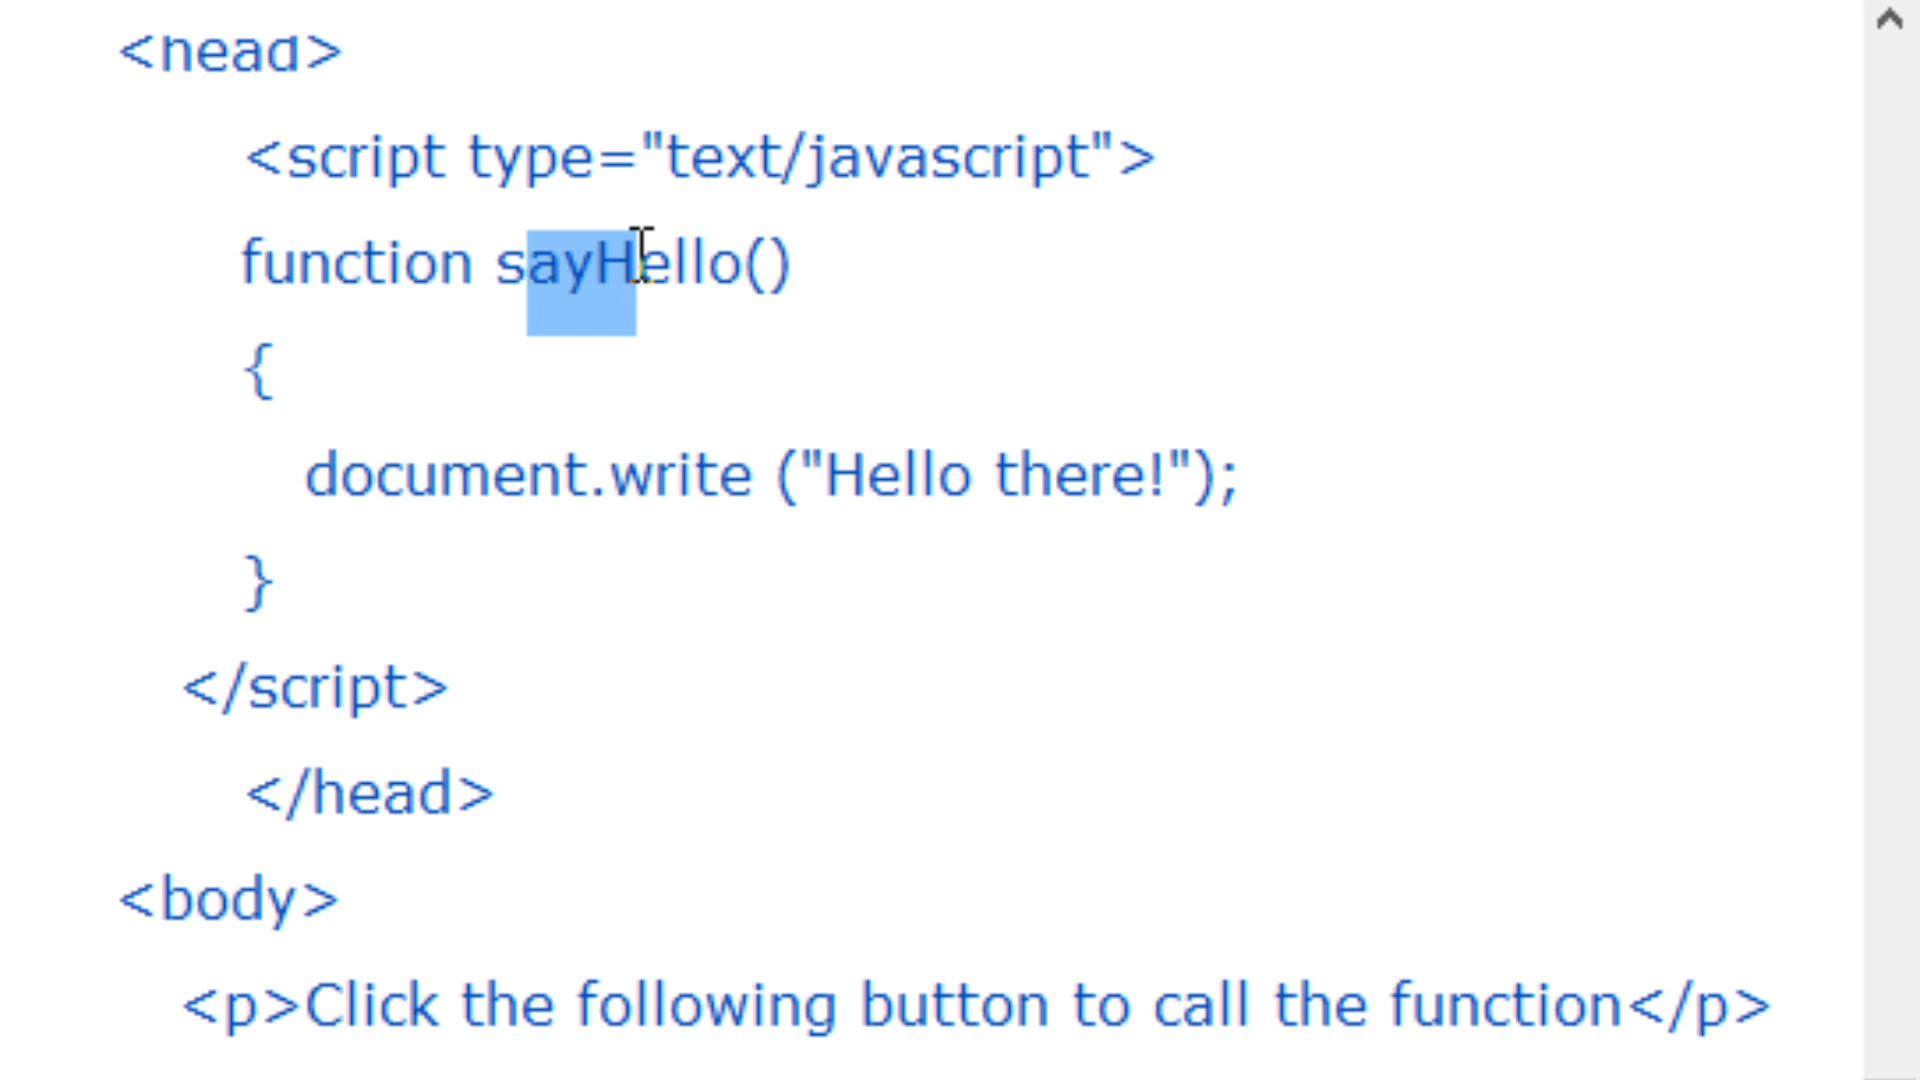 <head>
<script type="text/javascript">
function sayHello()
{
document.write ("Hello there!");
}
</script>
</head>
<body>
<p>Click the following button to call the function</p>